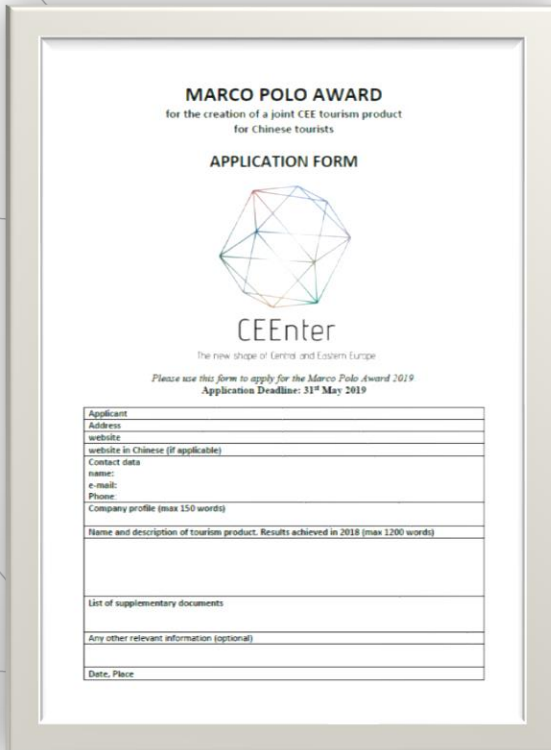 MARCO POLO AWARD
for the creation of a joint CEE tourism product
for Chinese tourists
APPLICATION FORM
CEEnter
The new shape of Central and Eastern Europe
Please use this form to apply for the Marco Polo Award 2019
Application Deadline: 31st May 2019
Applicant
Address
website
website in Chinese (if applicable)
Contact data
name:
e-mail:
Phone:
Company profile (max 150 words)
Name and description of tourism product. Results achieved in 2018 (max 1200 words)
List of supplementary documents
Any other relevant information (optional)
Date, Place